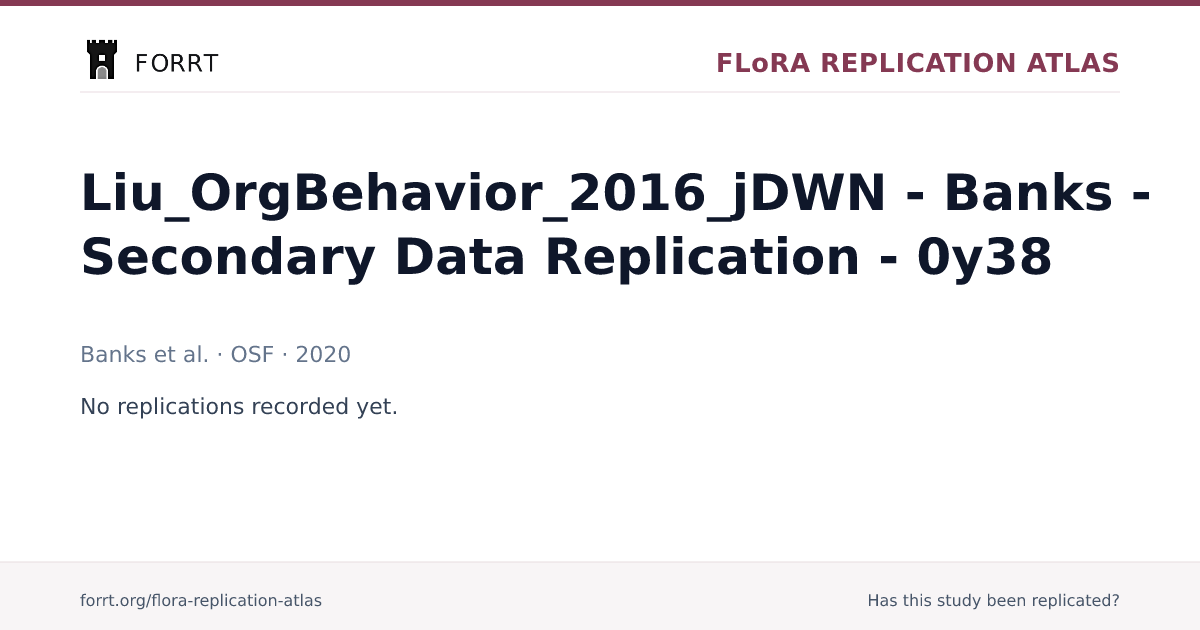 FORRT
FLoRA REPLICATION ATLAS
Liu_OrgBehavior_2016_jDWN - Banks -
Secondary Data Replication - 0y38
Banks et al. · OSF · 2020
No replications recorded yet.
forrt.org/flora-replication-atlas
Has this study been replicated?